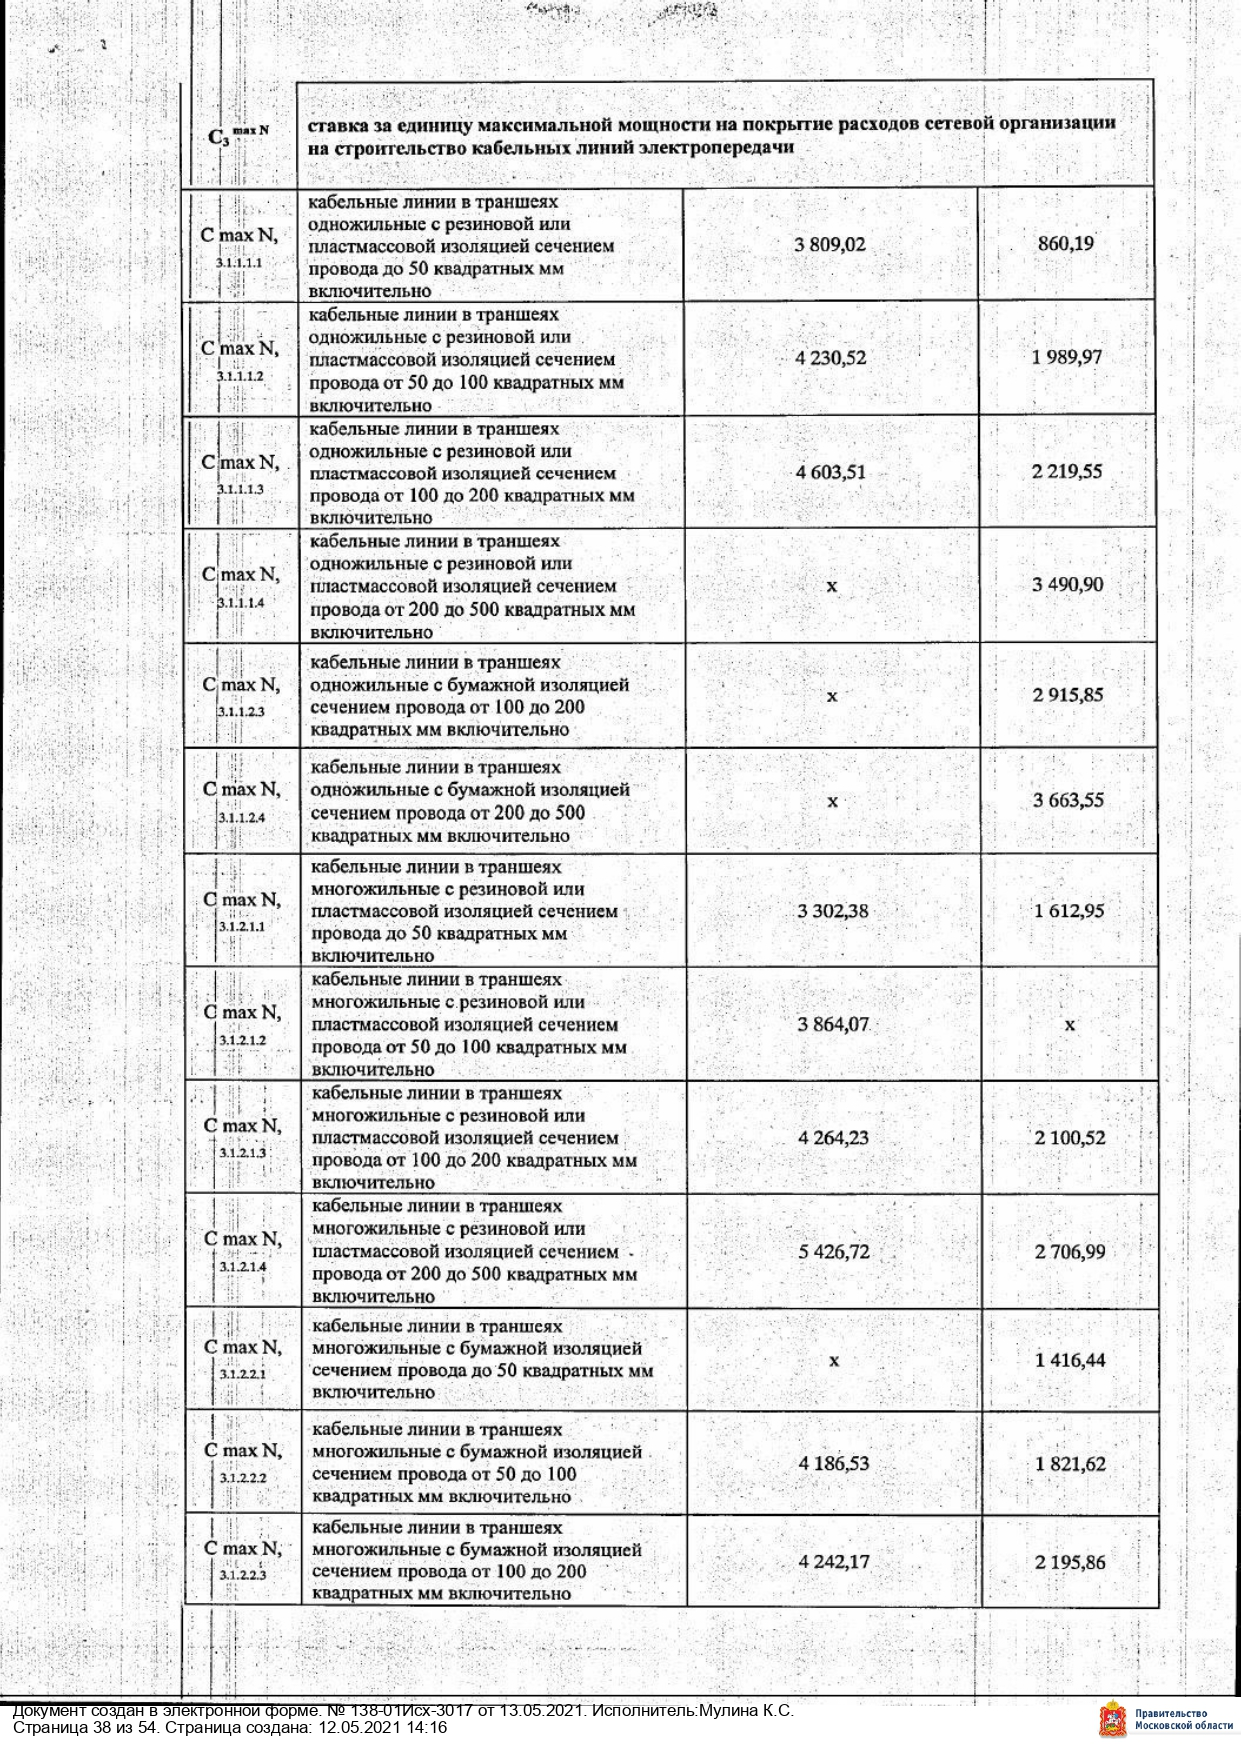 C₃ max N
ставка за единицу максимальной мощности на покрытие расходов сетевой организации
на строительство кабельных линий электропередачи
C max N,
3.1.1.1.1
кабельные линии в траншеях
одножильные с резиновой или
пластмассовой изоляцией сечением
провода до 50 квадратных мм
включительно
3 809,02
860,19
C max N,
3.1.1.1.2
кабельные линии в траншеях
одножильные с резиновой или
пластмассовой изоляцией сечением
провода от 50 до 100 квадратных мм
включительно
4 230,52
1 989,97
C max N,
3.1.1.1.3
кабельные линии в траншеях
одножильные с резиновой или
пластмассовой изоляцией сечением
провода от 100 до 200 квадратных мм
включительно
4 603,51
2 219,55
C max N,
3.1.1.1.4
кабельные линии в траншеях
одножильные с резиновой или
пластмассовой изоляцией сечением
провода от 200 до 500 квадратных мм
включительно
х
3 490,90
C max N,
3.1.1.2.3
кабельные линии в траншеях
одножильные с бумажной изоляцией
сечением провода от 100 до 200
квадратных мм включительно
х
2 915,85
C max N,
3.1.1.2.4
кабельные линии в траншеях
одножильные с бумажной изоляцией
сечением провода от 200 до 500
квадратных мм включительно
х
3 663,55
C max N,
3.1.2.1.1
кабельные линии в траншеях
многожильные с резиновой или
пластмассовой изоляцией сечением
провода до 50 квадратных мм
включительно
3 302,38
1 612,95
C max N,
3.1.2.1.2
кабельные линии в траншеях
многожильные с резиновой или
пластмассовой изоляцией сечением
провода от 50 до 100 квадратных мм
включительно
3 864,07
х
C max N,
3.1.2.1.3
кабельные линии в траншеях
многожильные с резиновой или
пластмассовой изоляцией сечением
провода от 100 до 200 квадратных мм
включительно
4 264,23
2 100,52
C max N,
3.1.2.1.4
кабельные линии в траншеях
многожильные с резиновой или
пластмассовой изоляцией сечением
провода от 200 до 500 квадратных мм
включительно
5 426,72
2 706,99
C max N,
3.1.2.2.1
кабельные линии в траншеях
многожильные с бумажной изоляцией
сечением провода до 50 квадратных мм
включительно
х
1 416,44
C max N,
3.1.2.2.2
кабельные линии в траншеях
многожильные с бумажной изоляцией
сечением провода от 50 до 100
квадратных мм включительно
4 186,53
1 821,62
C max N,
3.1.2.2.3
кабельные линии в траншеях
многожильные с бумажной изоляцией
сечением провода от 100 до 200
квадратных мм включительно
4 242,17
2 195,86
Документ создан в электронной форме. № 138-01Исх-3017 от 13.05.2021. Исполнитель:Мулина К.С.
Страница 38 из 54. Страница создана: 12.05.2021 14:16
Правительство
Московской области